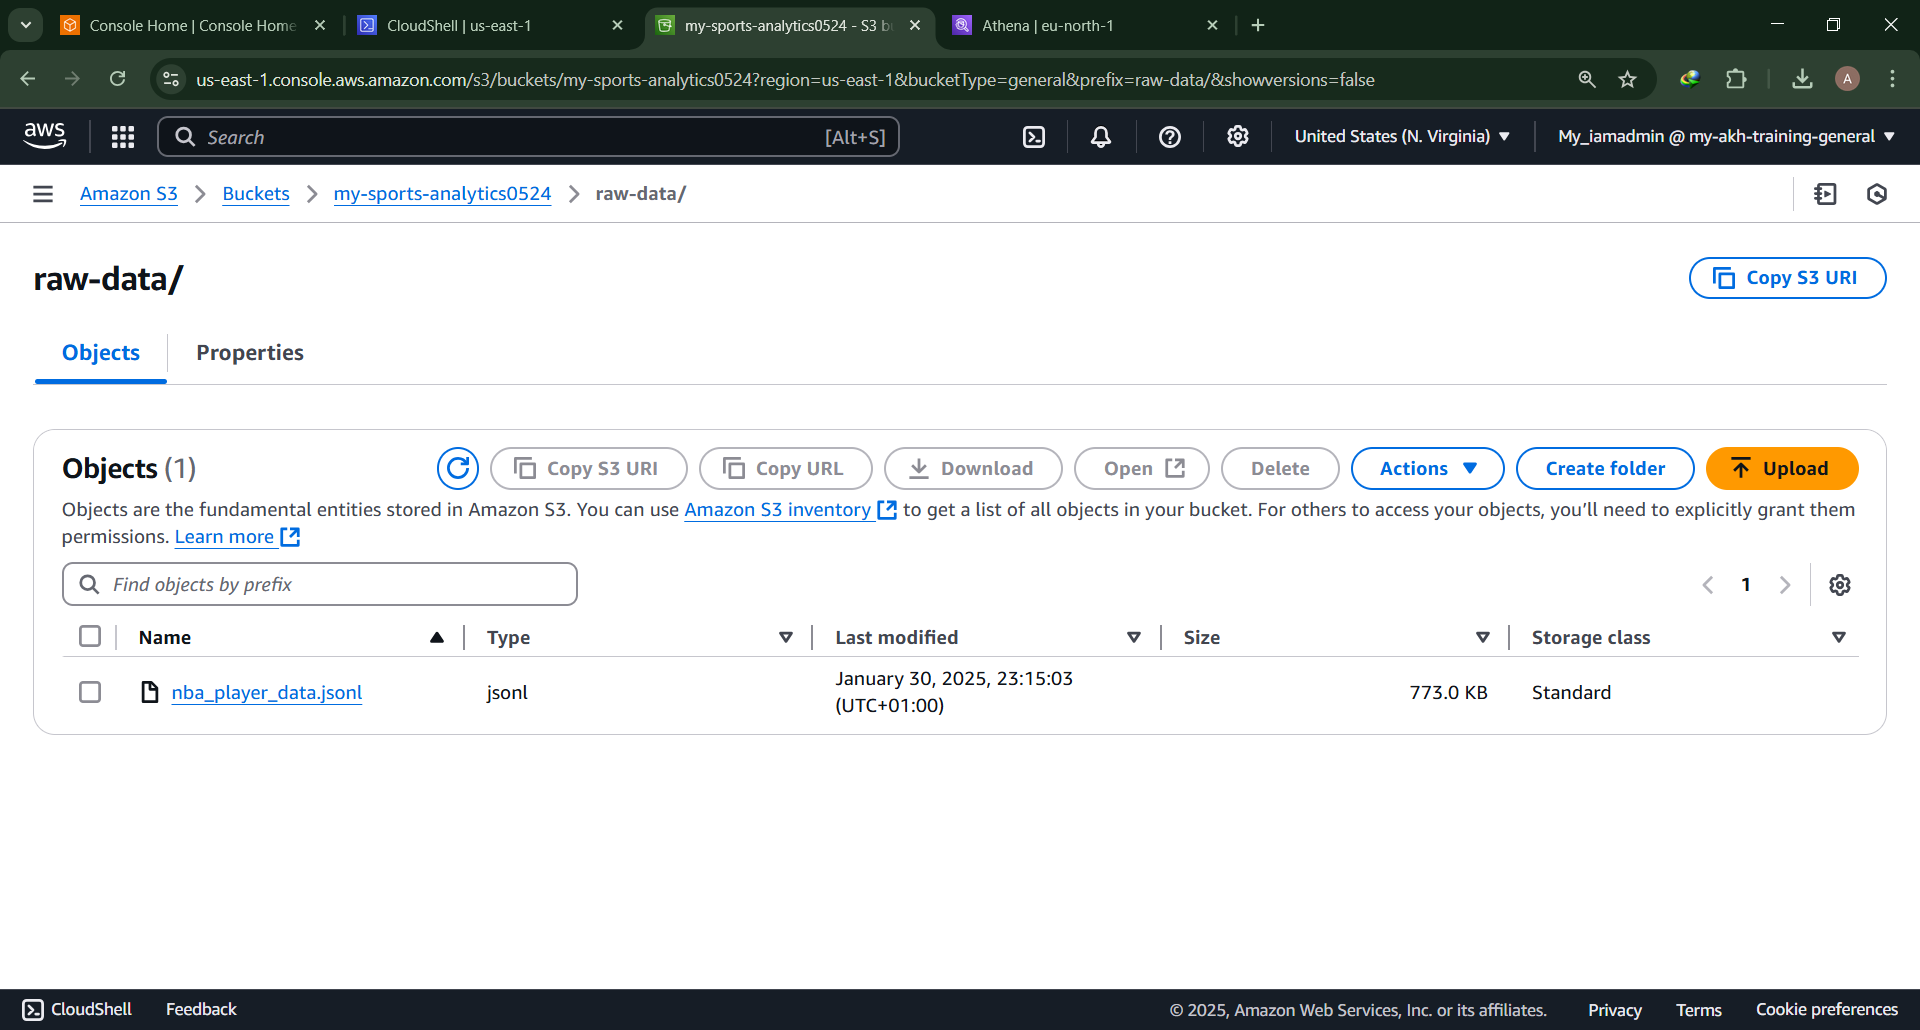 Console Home | Console Home
CloudShell | us-east-1
my-sports-analytics0524 - S3 bu
Athena | eu-north-1
us-east-1.console.aws.amazon.com/s3/buckets/my-sports-analytics0524?region=us-east-1&bucketType=general&prefix=raw-data/&showversions=false
A
aws
Search
[Alt+S]
United States (N. Virginia)
My_iamadmin @ my-akh-training-general
Amazon S3
Buckets
my-sports-analytics0524
raw-data/
raw-data/
Copy S3 URI
Objects
Properties
Objects (1)
Copy S3 URI
Copy URL
Download
Open
Delete
Actions
Create folder
Upload
Objects are the fundamental entities stored in Amazon S3. You can use Amazon S3 inventory to get a list of all objects in your bucket. For others to access your objects, you’ll need to explicitly grant them
permissions. Learn more
Find objects by prefix
1
Name
Type
Last modified
Size
Storage class
nba_player_data.jsonl
jsonl
January 30, 2025, 23:15:03
(UTC+01:00)
773.0 KB
Standard
CloudShell
Feedback
© 2025, Amazon Web Services, Inc. or its affiliates.
Privacy
Terms
Cookie preferences